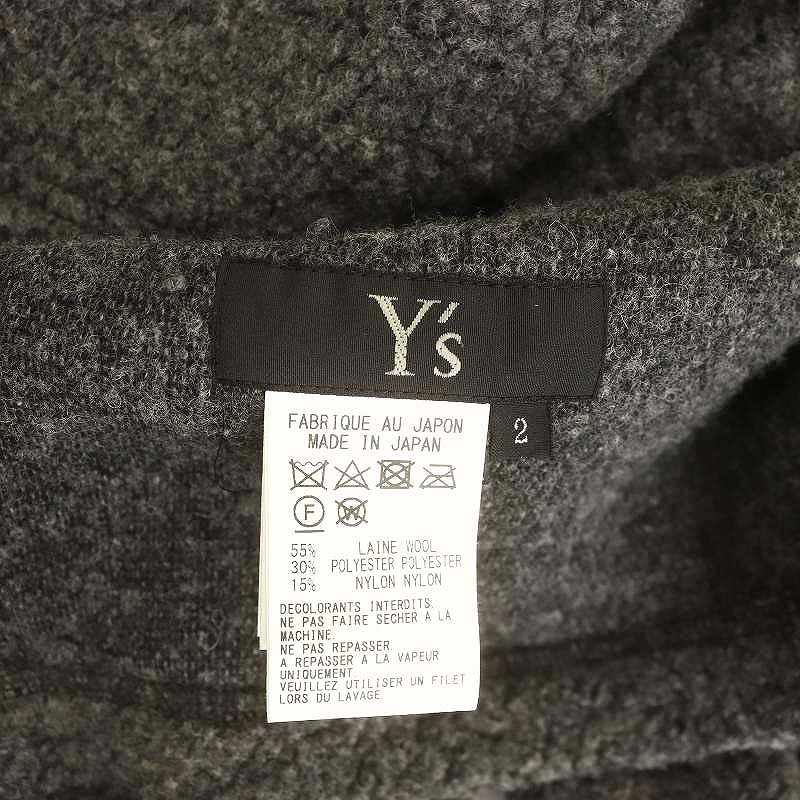 Y's
2
FABRIQUE AU JAPON
MADE IN JAPAN
F W
55% LAINE WOOL
30% POLYESTER POLYESTER
15% NYLON NYLON
DECOLORANTS INTERDITS.
NE PAS FAIRE SECHER A LA
MACHINE.
NE PAS REPASSER.
A REPASSER A LA VAPEUR
UNIQUEMENT
VEUILLEZ UTILISER UN FILET
LORS DU LAVAGE.